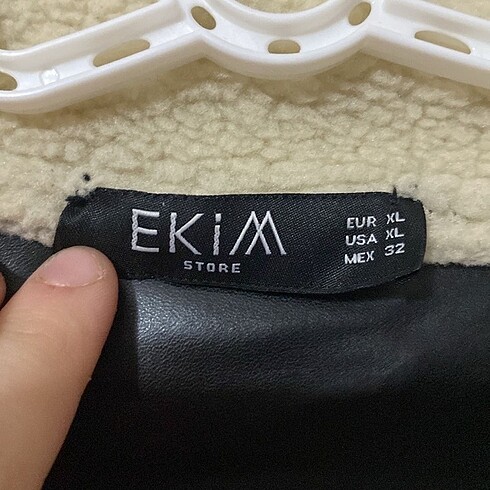 EKiM
STORE
EUR XL
USA XL
MEX 32